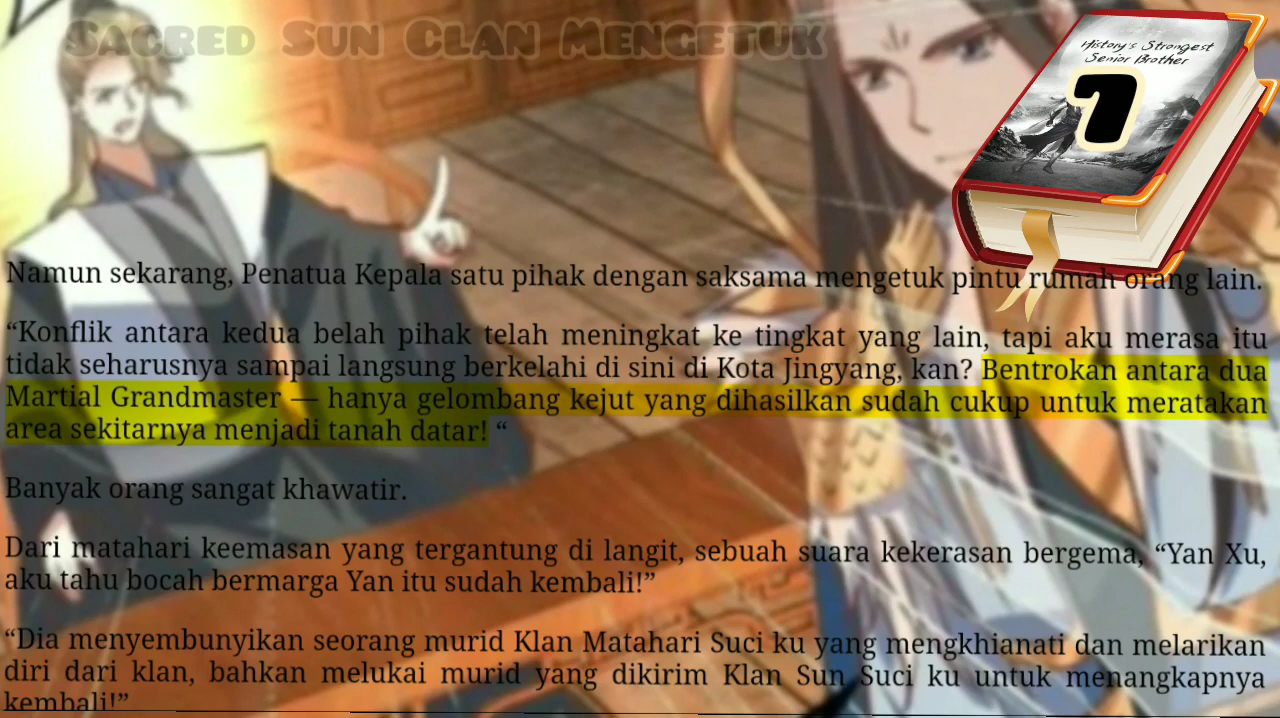 Sacred Sun Clan Mengetuk
History's Strongest
Senior Brother
7
Namun sekarang, Penatua Kepala satu pihak dengan saksama mengetuk pintu rumah orang lain.
“Konflik antara kedua belah pihak telah meningkat ke tingkat yang lain, tapi aku merasa itu
tidak seharusnya sampai langsung berkelahi di sini di Kota Jingyang, kan? Bentrokan antara dua
Martial Grandmaster — hanya gelombang kejut yang dihasilkan sudah cukup untuk meratakan
area sekitarnya menjadi tanah datar! “
Banyak orang sangat khawatir.
Dari matahari keemasan yang tergantung di langit, sebuah suara kekerasan bergema, “Yan Xu,
aku tahu bocah bermarga Yan itu sudah kembali!”
“Dia menyembunyikan seorang murid Klan Matahari Suci ku yang mengkhianati dan melarikan
diri dari klan, bahkan melukai murid yang dikirim Klan Sun Suci ku untuk menangkapnya
kembali!”